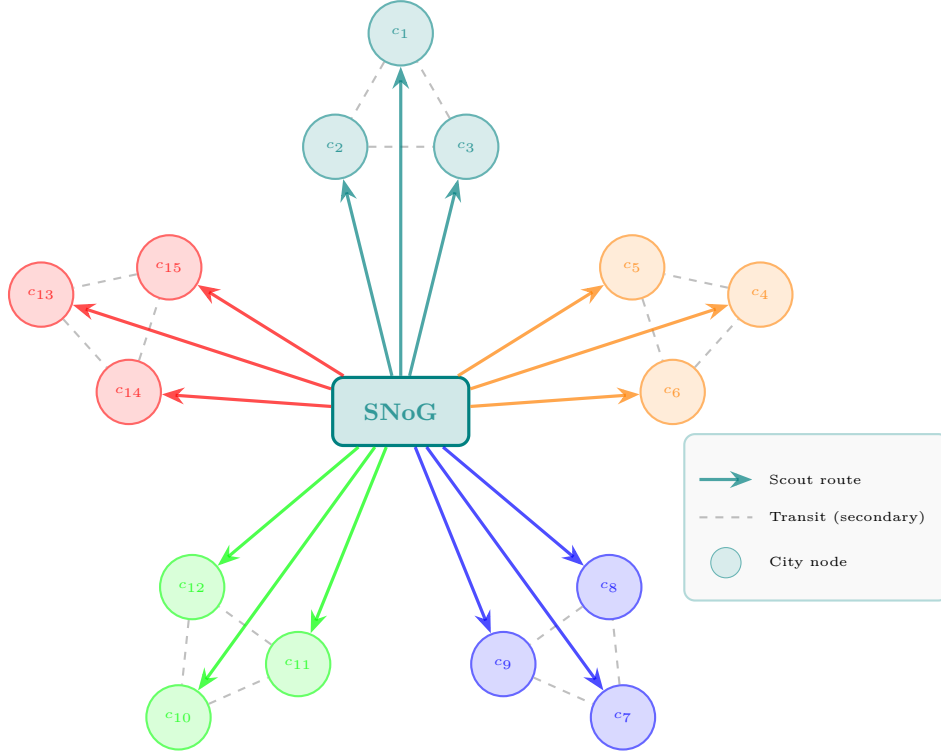 c1
c2
c3
c15
c5
c13
c4
c14
c6
SNoG
Scout route
Transit (secondary)
City node
c12
c8
c11
c9
c10
c7